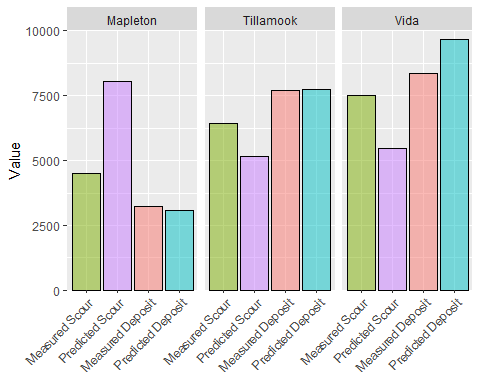 Mapleton Tillamook Vida
10000
7500
5000
2500
0
Value
Measured Scour Predicted Scour Measured Deposit Predicted Deposit Measured Scour Predicted Scour Measured Deposit Predicted Deposit Measured Scour Predicted Scour Measured Deposit Predicted Deposit